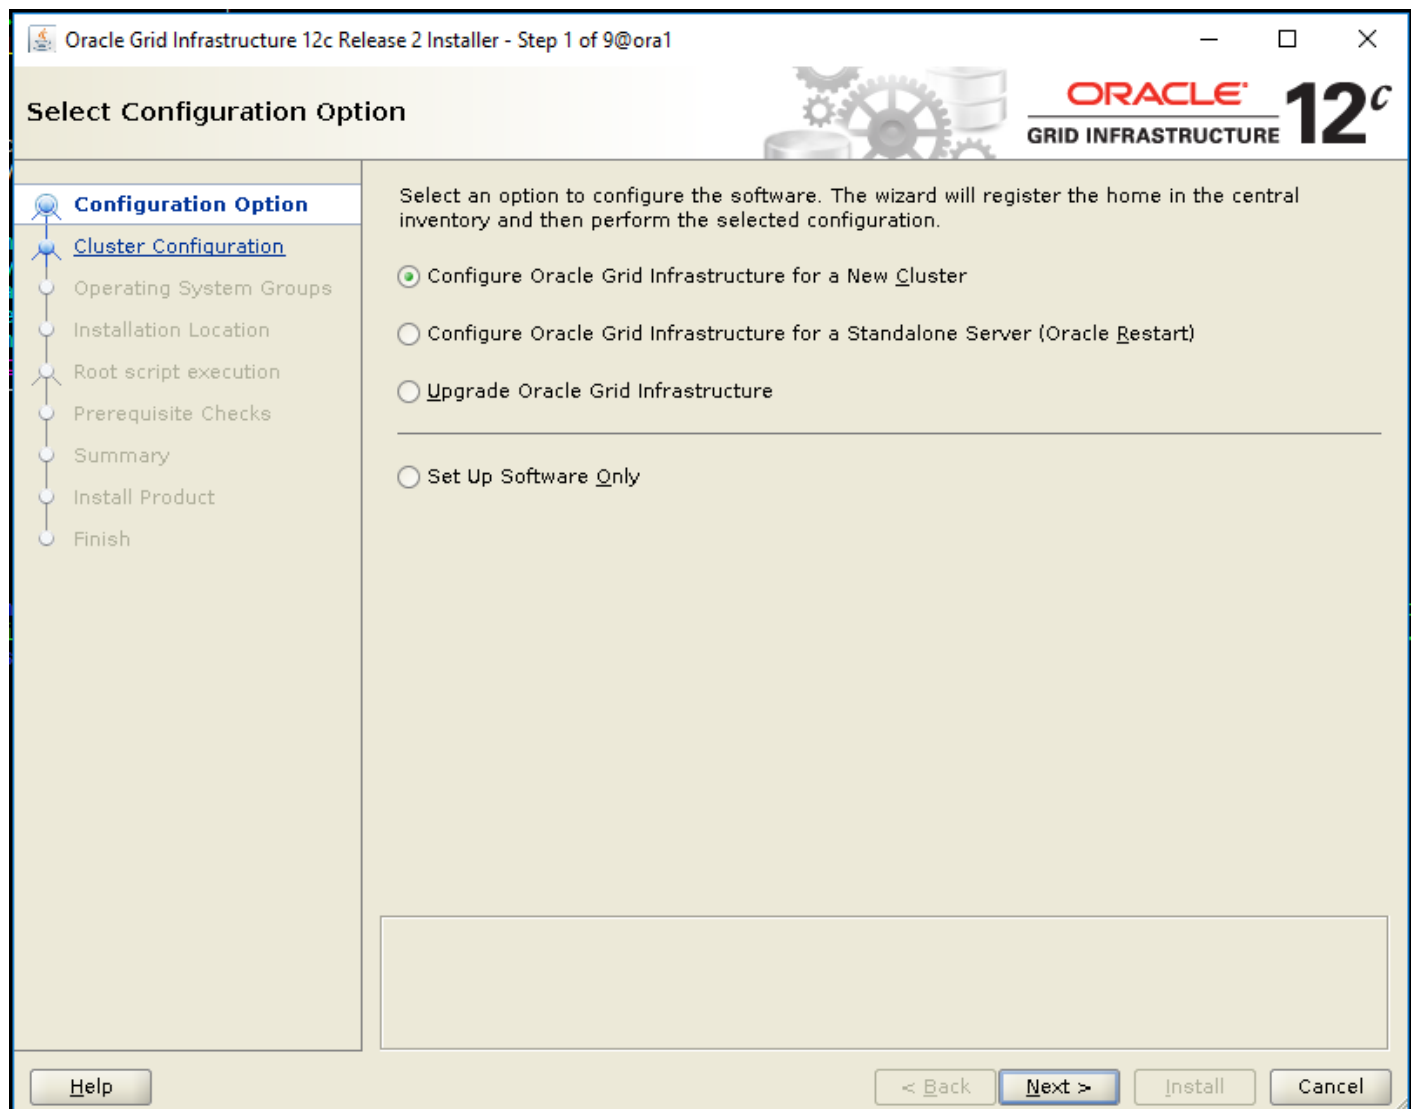 Oracle Grid Infrastructure 12c Release 2 Installer - Step 1 of 9@ora1
Select Configuration Option
ORACLE
GRID INFRASTRUCTURE
12c
Configuration Option
Cluster Configuration
Operating System Groups
Installation Location
Root script execution
Prerequisite Checks
Summary
Install Product
Finish
Select an option to configure the software. The wizard will register the home in the central
inventory and then perform the selected configuration.
Configure Oracle Grid Infrastructure for a New Cluster
Configure Oracle Grid Infrastructure for a Standalone Server (Oracle Restart)
Upgrade Oracle Grid Infrastructure
Set Up Software Only
Help
< Back
Next >
Install
Cancel